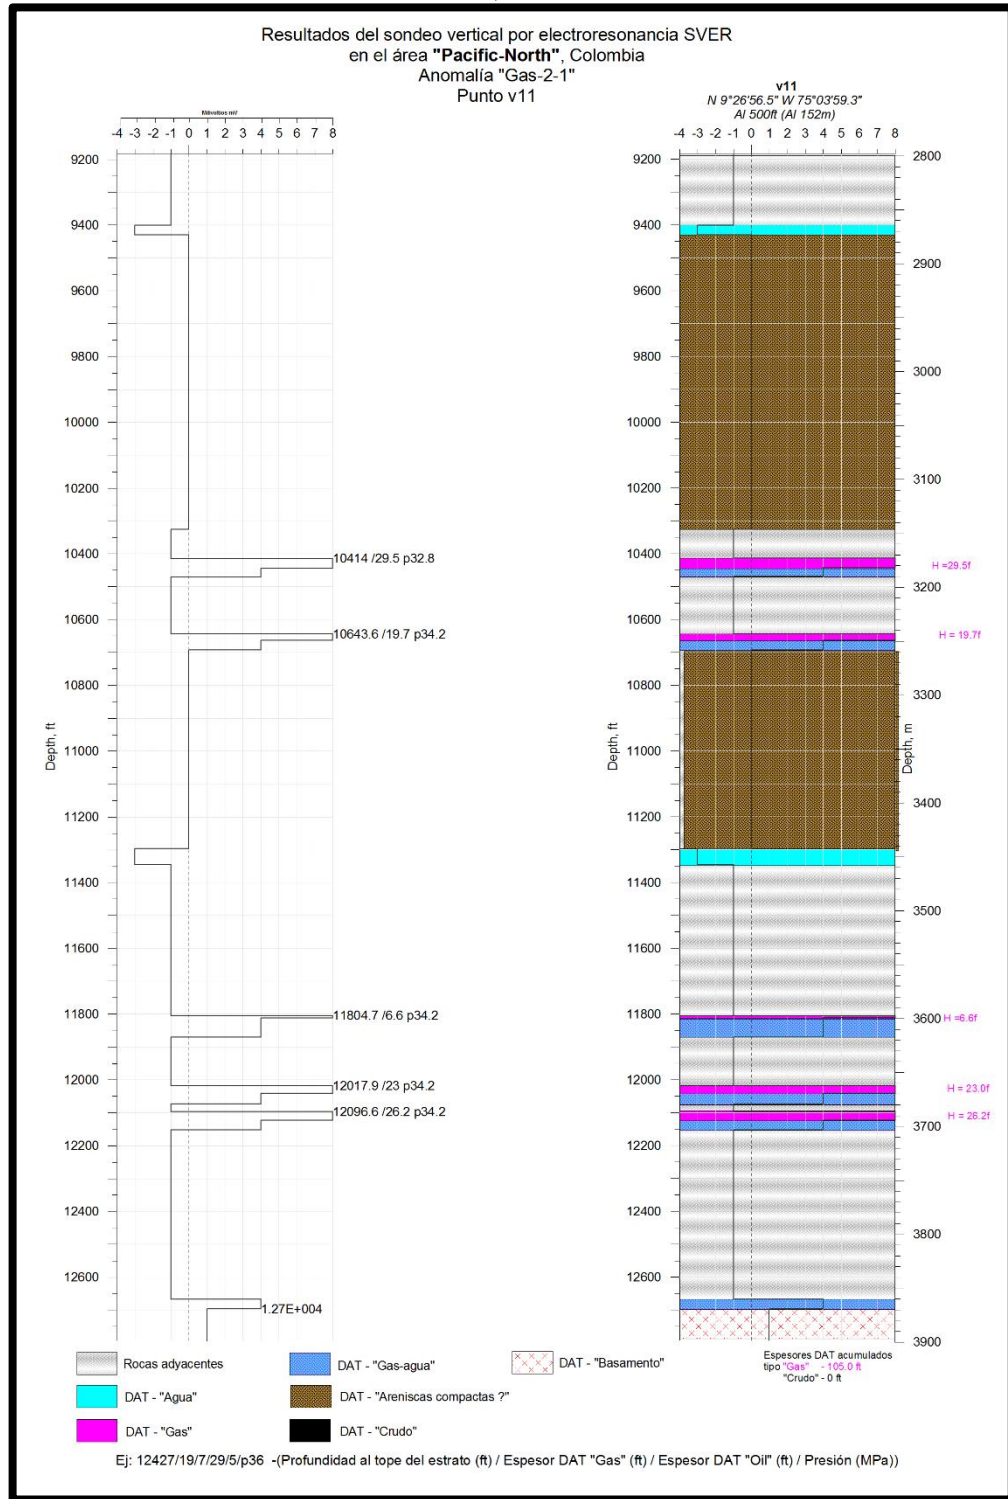 Resultados del sondeo vertical por electroresonancia SVER
en el área "Pacific-North", Colombia
Anomalía "Gas-2-1"
Punto v11
v11
N 9°26'56.5" W 75°03'59.3"
Al 500ft (Al 152m)
Milivoltios mV
-4 -3 -2 -1 0 1 2 3 4 5 6 7 8
-4 -3 -2 -1 0 1 2 3 4 5 6 7 8
9200
9400
9600
9800
10000
10200
10400
10600
10800
11000
11200
11400
11600
11800
12000
12200
12400
12600
Depth, ft
10414 /29.5 p32.8
10643.6 /19.7 p34.2
11804.7 /6.6 p34.2
12017.9 /23 p34.2
12096.6 /26.2 p34.2
1.27E+004
9200
9400
9600
9800
10000
10200
10400
10600
10800
11000
11200
11400
11600
11800
12000
12200
12400
12600
Depth, ft
2800
2900
3000
3100
3200
3300
3400
3500
3600
3700
3800
3900
Depth, m
H =29.5f
H = 19.7f
H =6.6f
H = 23.0f
H = 26.2f
Rocas adyacentes
DAT - "Agua"
DAT - "Gas"
DAT - "Gas-agua"
DAT - "Areniscas compactas ?"
DAT - "Crudo"
DAT - "Basamento"
Espesores DAT acumulados
tipo "Gas" - 105.0 ft
"Crudo" - 0 ft
Ej: 12427/19/7/29/5/p36 -(Profundidad al tope del estrato (ft) / Espesor DAT "Gas" (ft) / Espesor DAT "Oil" (ft) / Presión (MPa))